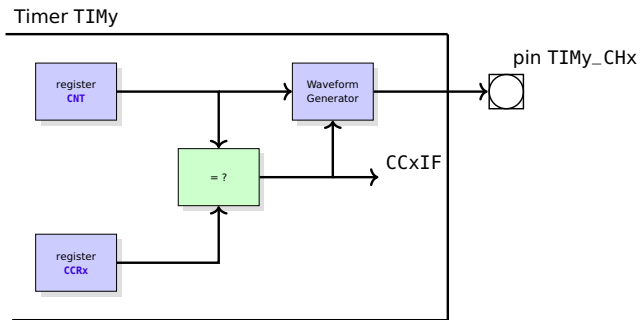 Timer TIMy
pin TIMy_CHx
register
CNT
Waveform
Generator
= ?
CCxIF
register
CCRx